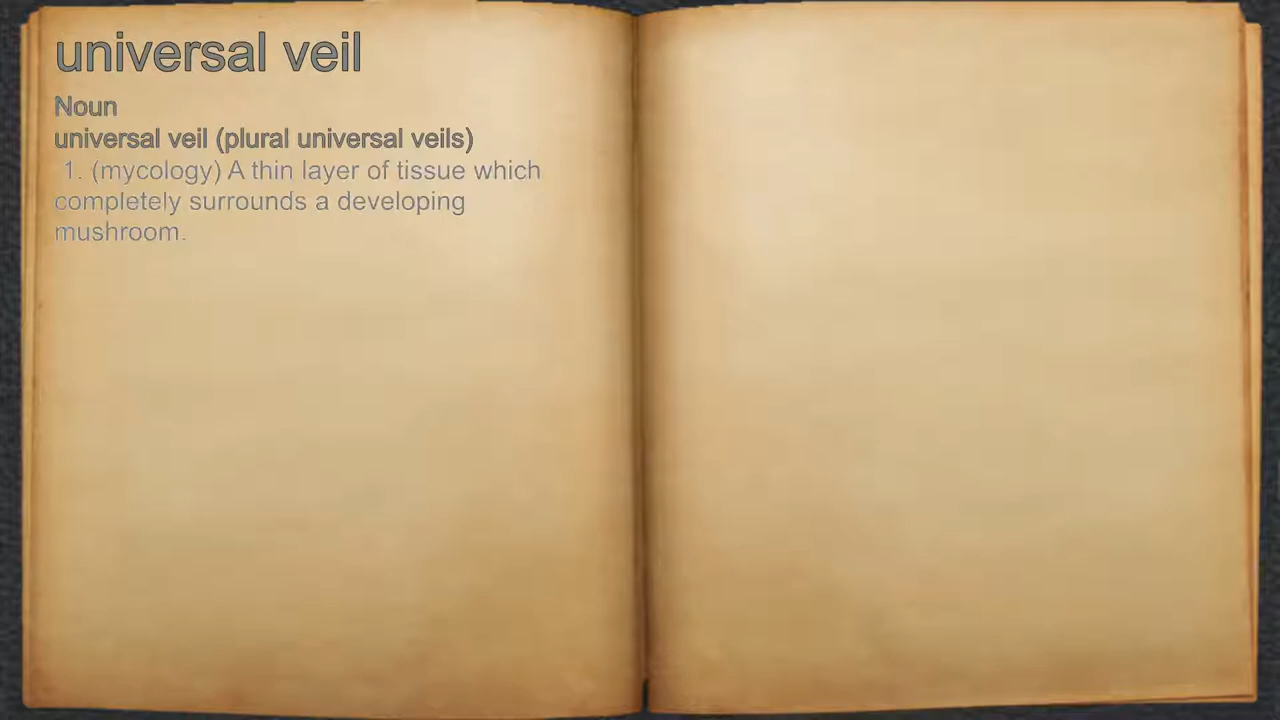 universal veil
Noun
universal veil (plural universal veils)
1. (mycology) A thin layer of tissue which
completely surrounds a developing
mushroom.